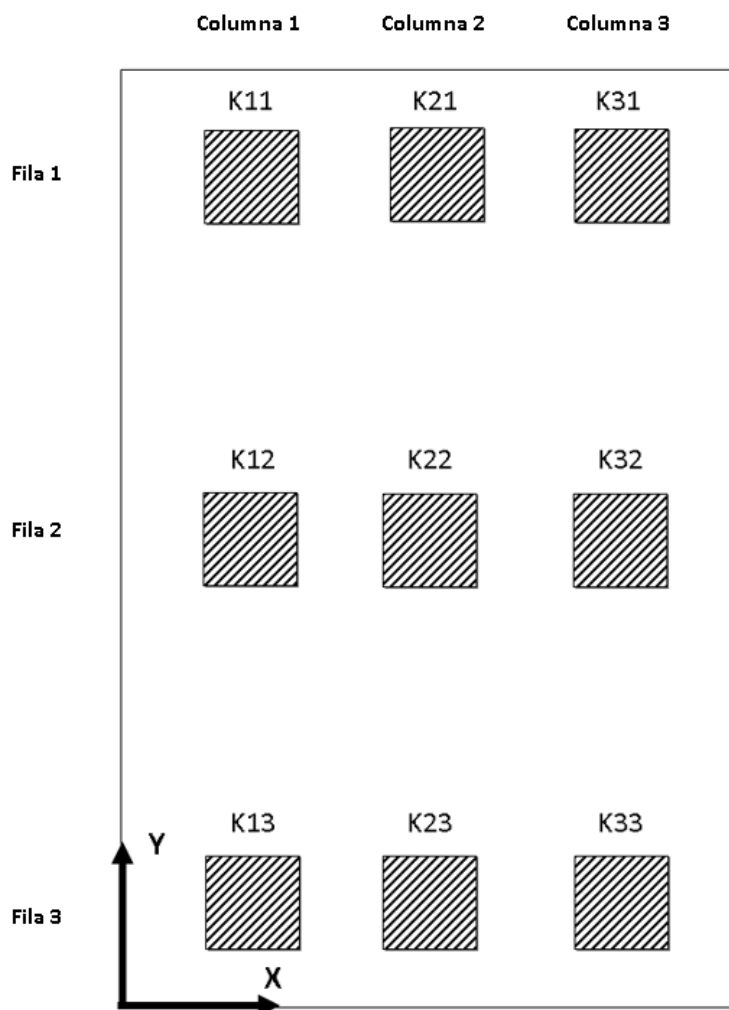 Columna 1 Columna 2 Columna 3
K11 K21 K31
Fila 1
K12 K22 K32
Fila 2
K13 K23 K33
Y
Fila 3
X